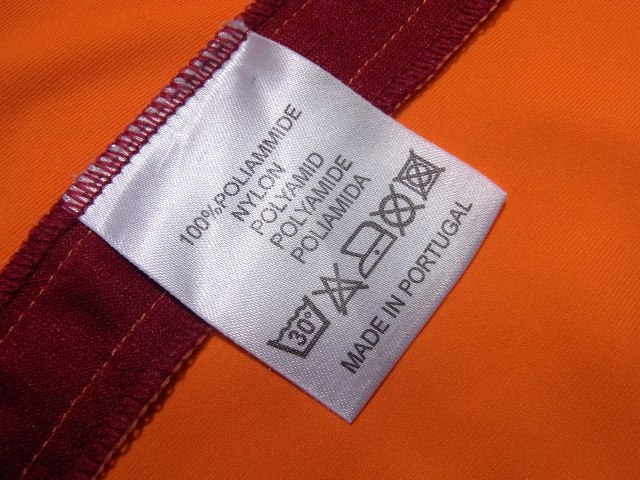 100%POLIAMMIDE
NYLON
POLYAMID
POLYAMIDE
POLIAMIDA
30°
MADE IN PORTUGAL